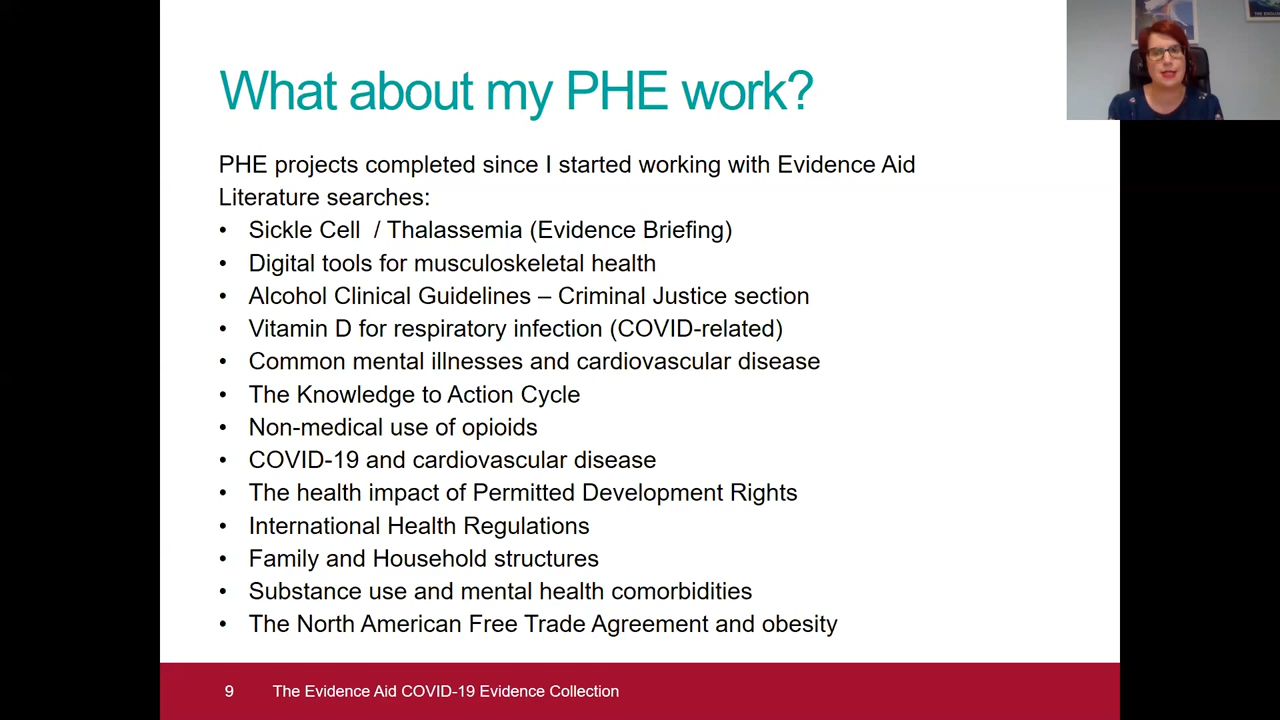 What about my PHE work?
PHE projects completed since I started working with Evidence Aid
Literature searches:
• Sickle Cell / Thalassemia (Evidence Briefing)
• Digital tools for musculoskeletal health
• Alcohol Clinical Guidelines – Criminal Justice section
• Vitamin D for respiratory infection (COVID-related)
• Common mental illnesses and cardiovascular disease
• The Knowledge to Action Cycle
• Non-medical use of opioids
• COVID-19 and cardiovascular disease
• The health impact of Permitted Development Rights
• International Health Regulations
• Family and Household structures
• Substance use and mental health comorbidities
• The North American Free Trade Agreement and obesity
9 The Evidence Aid COVID-19 Evidence Collection